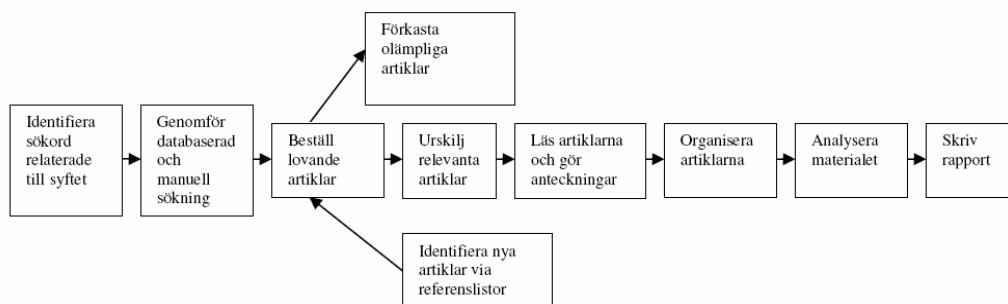 Förkasta
olämpliga
artiklar
Identifiera
sökord
relaterade
till syftet
Genomför
databaserad
och
manuell
sökning
Beställ
lovande
artiklar
Urskilj
relevanta
artiklar
Läs artiklarna
och gör
anteckningar
Organisera
artiklarna
Analysera
materialet
Skriv
rapport
Identifiera nya
artiklar via
referenslistor